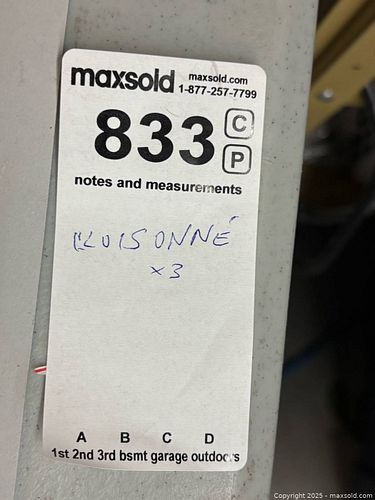 maxsold maxsold.com
1-877-257-7799
833 C
P
notes and measurements
CLOISONNÉ
x3
A B C D
1st 2nd 3rd bsmt garage outdoors
Copyright © 2025 - maxsold.com